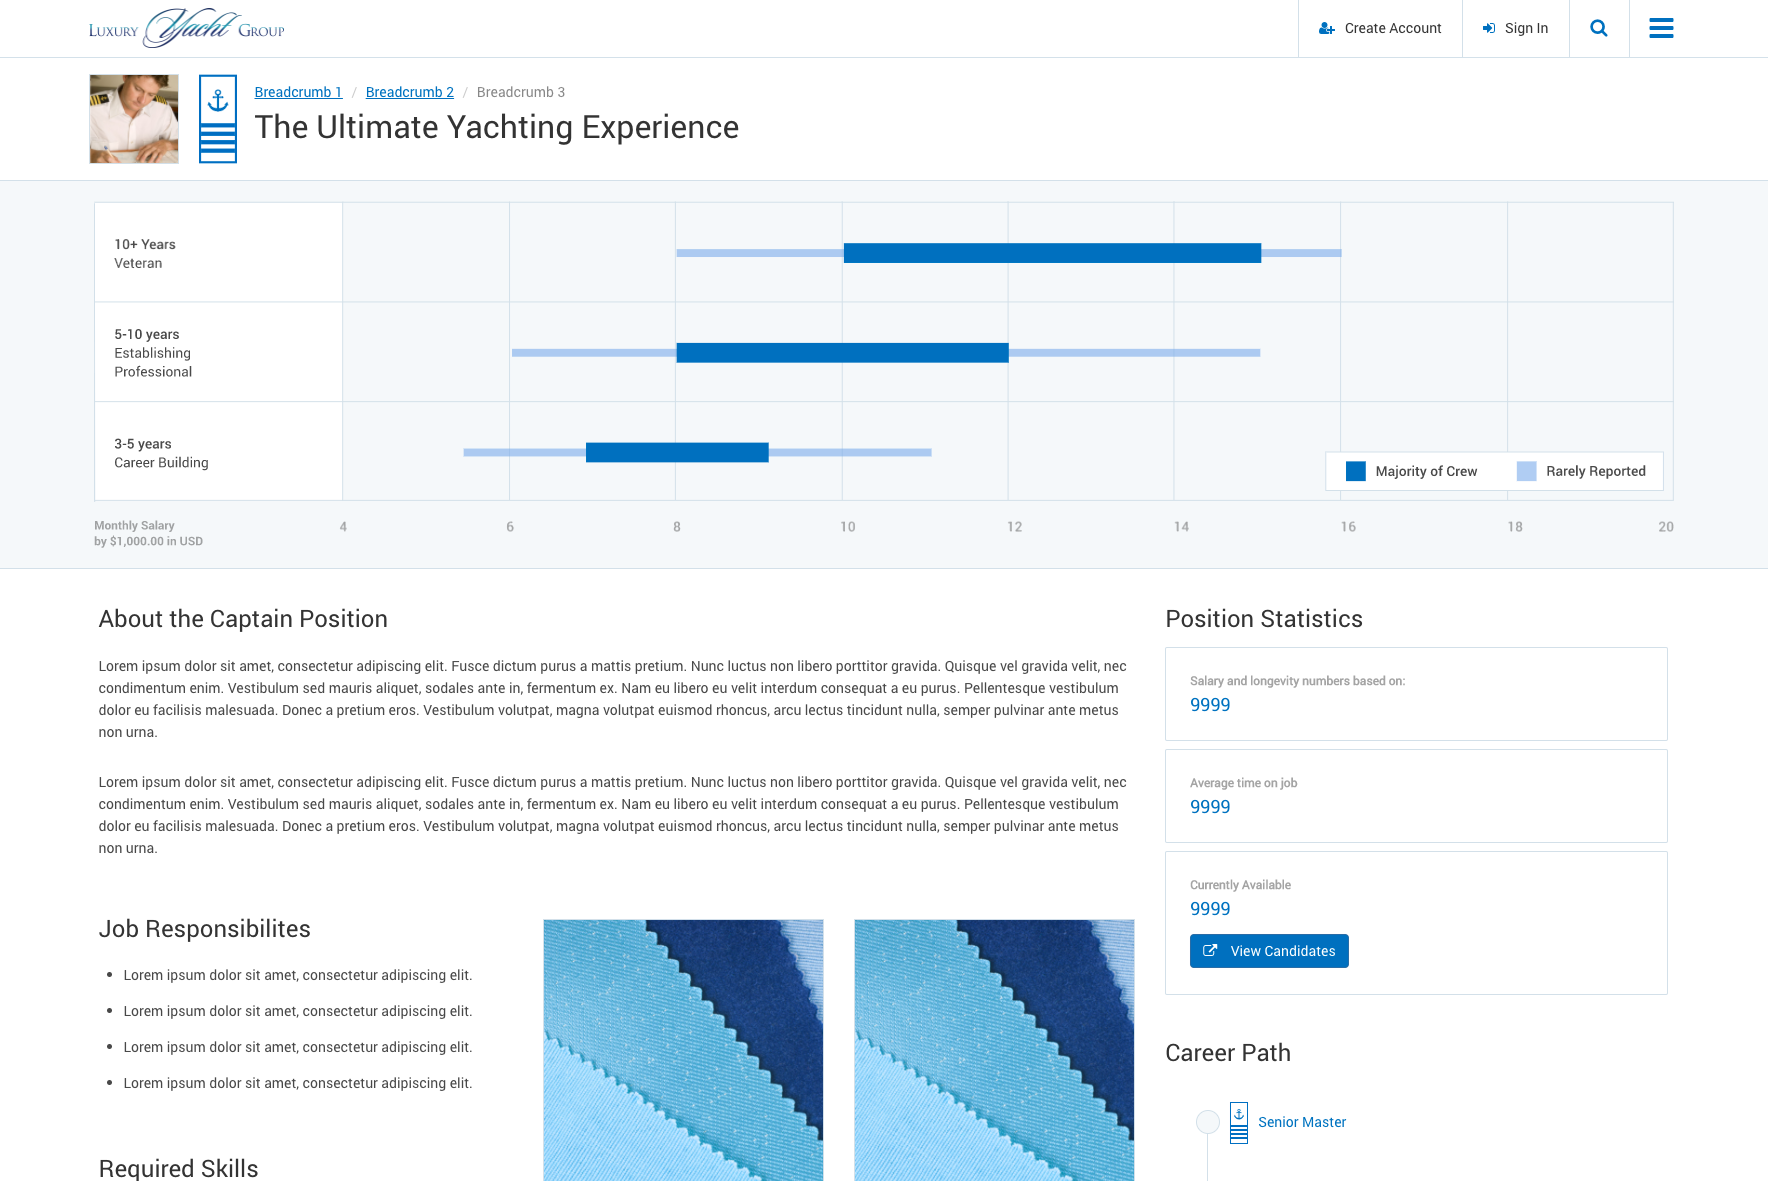 Luxury Yacht Group
Create Account
Sign In
Breadcrumb 1 / Breadcrumb 2 / Breadcrumb 3
The Ultimate Yachting Experience
10+ Years
Veteran
5-10 years
Establishing
Professional
3-5 years
Career Building
Majority of Crew
Rarely Reported
Monthly Salary
by $1,000.00 in USD
4 6 8 10 12 14 16 18 20
About the Captain Position
Lorem ipsum dolor sit amet, consectetur adipiscing elit. Fusce dictum purus a mattis pretium. Nunc luctus non libero porttitor gravida. Quisque vel gravida velit, nec
condimentum enim. Vestibulum sed mauris aliquet, sodales ante in, fermentum ex. Nam eu libero eu velit interdum consequat a eu purus. Pellentesque vestibulum
dolor eu facilisis malesuada. Donec a pretium eros. Vestibulum volutpat, magna volutpat euismod rhoncus, arcu lectus tincidunt nulla, semper pulvinar ante metus
non urna.
Lorem ipsum dolor sit amet, consectetur adipiscing elit. Fusce dictum purus a mattis pretium. Nunc luctus non libero porttitor gravida. Quisque vel gravida velit, nec
condimentum enim. Vestibulum sed mauris aliquet, sodales ante in, fermentum ex. Nam eu libero eu velit interdum consequat a eu purus. Pellentesque vestibulum
dolor eu facilisis malesuada. Donec a pretium eros. Vestibulum volutpat, magna volutpat euismod rhoncus, arcu lectus tincidunt nulla, semper pulvinar ante metus
non urna.
Job Responsibilites
• Lorem ipsum dolor sit amet, consectetur adipiscing elit.
• Lorem ipsum dolor sit amet, consectetur adipiscing elit.
• Lorem ipsum dolor sit amet, consectetur adipiscing elit.
• Lorem ipsum dolor sit amet, consectetur adipiscing elit.
Required Skills
Position Statistics
Salary and longevity numbers based on:
9999
Average time on job
9999
Currently Available
9999
View Candidates
Career Path
Senior Master